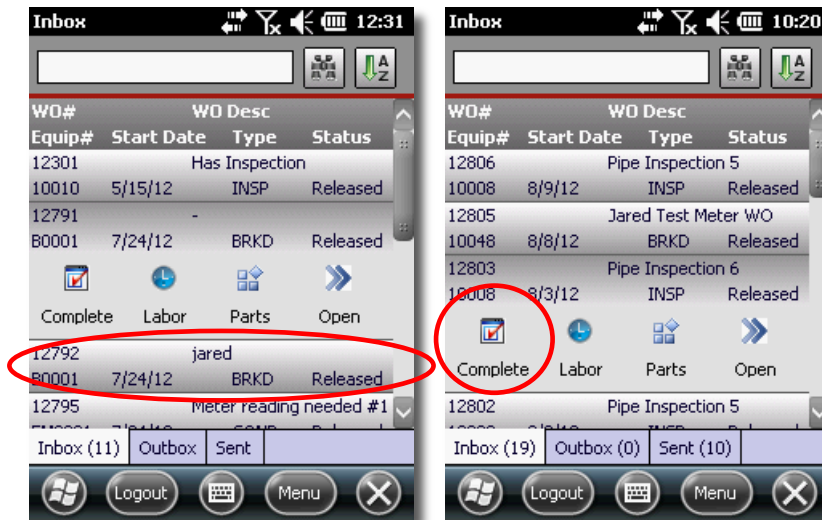 Inbox 12:31
A
Z
WO# WO Desc
Equip# Start Date Type Status
12301 Has Inspection
10010 5/15/12 INSP Released
12791 -
B0001 7/24/12 BRKD Released
Complete Labor Parts Open
12792 jared
B0001 7/24/12 BRKD Released
12795 Meter reading needed #1
Inbox (11) Outbox Sent
Logout Menu
Inbox 10:20
A
Z
WO# WO Desc
Equip# Start Date Type Status
12806 Pipe Inspection 5
10008 8/9/12 INSP Released
12805 Jared Test Meter WO
10048 8/8/12 BRKD Released
12803 Pipe Inspection 6
10008 8/3/12 INSP Released
Complete Labor Parts Open
12802 Pipe Inspection 5
Inbox (19) Outbox (0) Sent (10)
Logout Menu